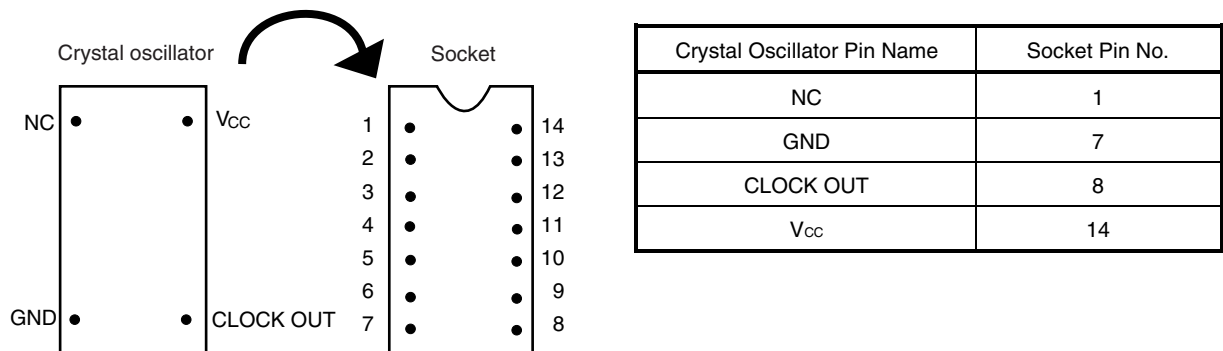 Crystal oscillator
Socket
NC
VCC
GND
CLOCK OUT
1 14
2 13
3 12
4 11
5 10
6 9
7 8
Crystal Oscillator Pin Name Socket Pin No.
NC 1
GND 7
CLOCK OUT 8
VCC 14